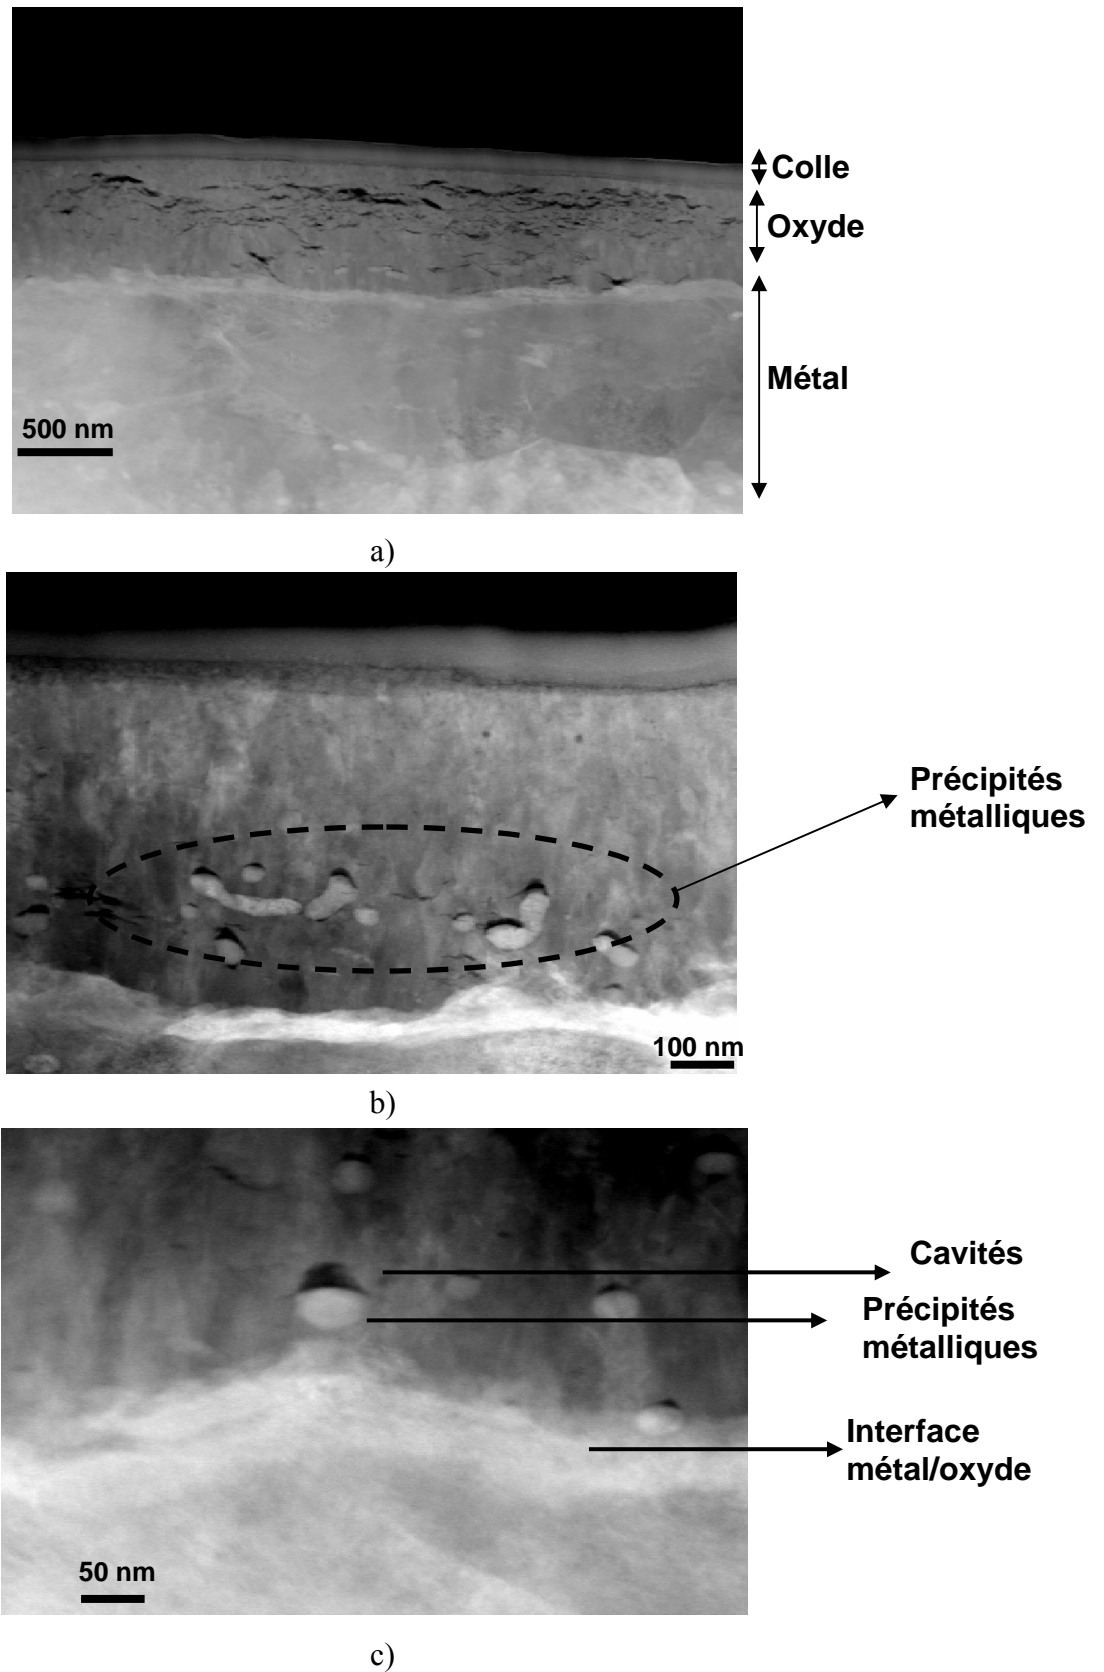 Colle
Oxyde
Métal
500 nm
a)
Précipités
métalliques
100 nm
b)
Cavités
Précipités
métalliques
Interface
métal/oxyde
50 nm
c)